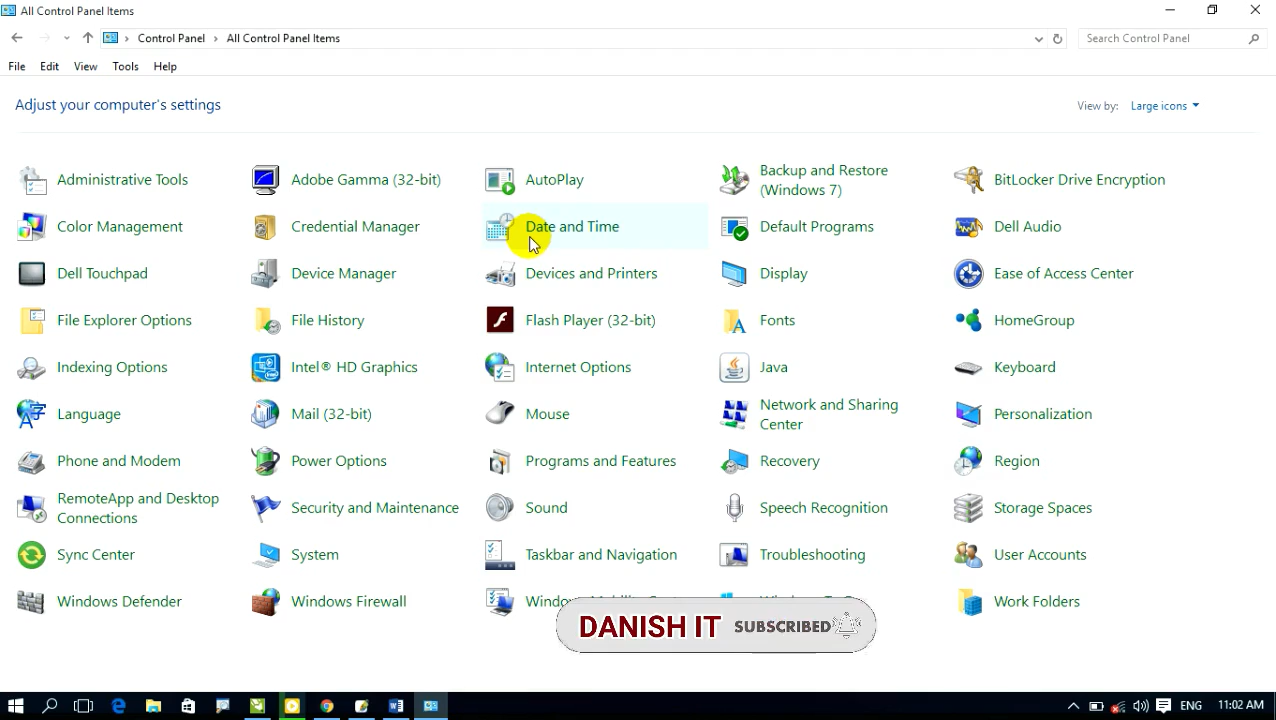 All Control Panel Items
Control Panel > All Control Panel Items
Search Control Panel
File Edit View Tools Help
Adjust your computer's settings
View by: Large icons
Administrative Tools
Adobe Gamma (32-bit)
AutoPlay
Backup and Restore
(Windows 7)
BitLocker Drive Encryption
Color Management
Credential Manager
Date and Time
Default Programs
Dell Audio
Dell Touchpad
Device Manager
Devices and Printers
Display
Ease of Access Center
File Explorer Options
File History
Flash Player (32-bit)
Fonts
HomeGroup
Indexing Options
Intel® HD Graphics
Internet Options
Java
Keyboard
Language
Mail (32-bit)
Mouse
Network and Sharing
Center
Personalization
Phone and Modem
Power Options
Programs and Features
Recovery
Region
RemoteApp and Desktop
Connections
Security and Maintenance
Sound
Speech Recognition
Storage Spaces
Sync Center
System
Taskbar and Navigation
Troubleshooting
User Accounts
Windows Defender
Windows Firewall
Work Folders
DANISH IT SUBSCRIBED
ENG 11:02 AM